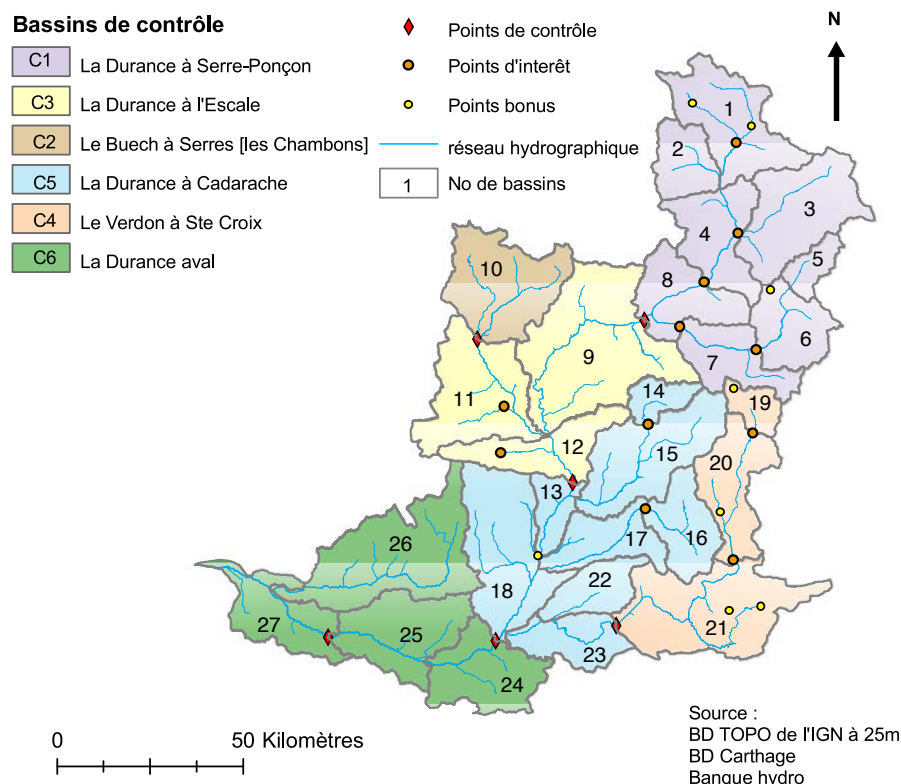 Bassins de contrôle
C1 La Durance à Serre-Ponçon
C3 La Durance à l'Escale
C2 Le Buech à Serres [les Chambons]
C5 La Durance à Cadarache
C4 Le Verdon à Ste Croix
C6 La Durance aval
Points de contrôle
Points d'interêt
Points bonus
réseau hydrographique
1 No de bassins
N
1
2
3
4
5
8
10
6
9
7
14
19
11
12
15
20
13
17
16
26
22
18
27
25
21
23
24
0 50 Kilomètres
Source :
BD TOPO de l'IGN à 25m
BD Carthage
Banque hydro